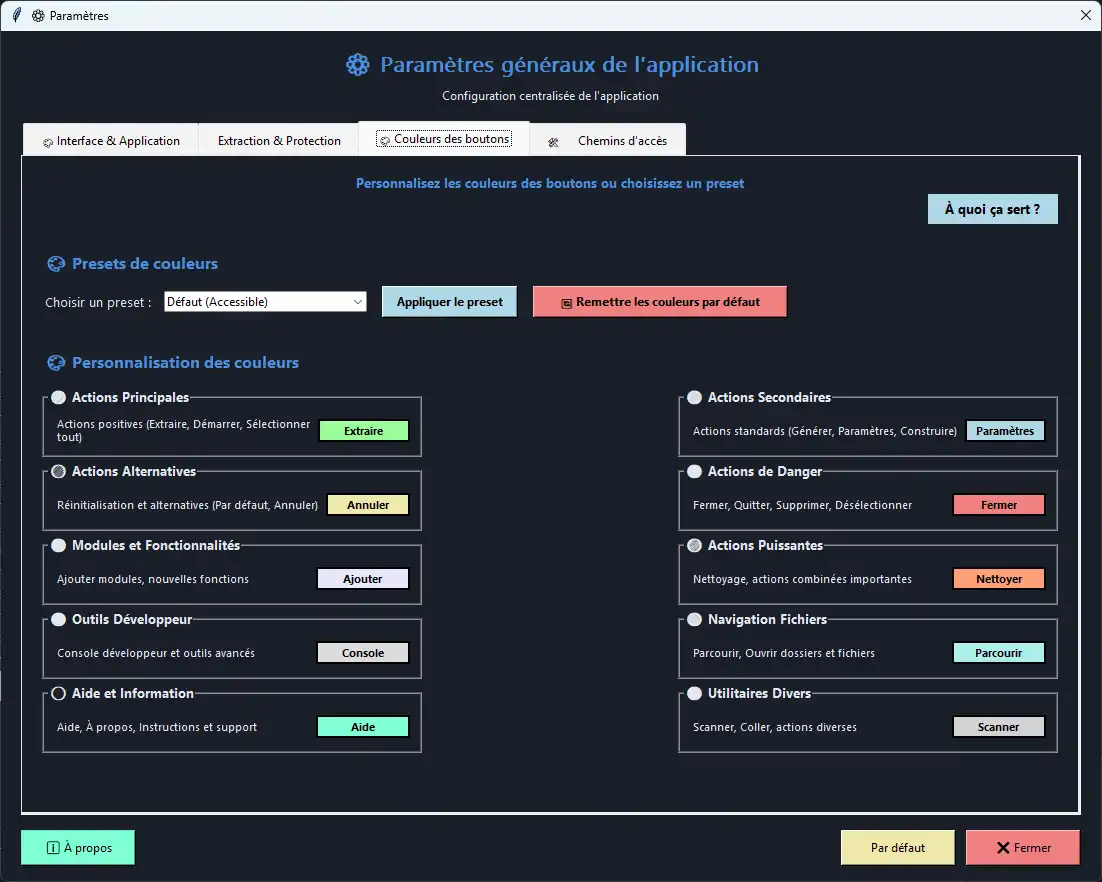 Paramètres
Paramètres généraux de l'application
Configuration centralisée de l'application
Interface & Application
Extraction & Protection
Couleurs des boutons
Chemins d'accès
Personnalisez les couleurs des boutons ou choisissez un preset
À quoi ça sert ?
Presets de couleurs
Choisir un preset :
Défaut (Accessible)
Appliquer le preset
Remettre les couleurs par défaut
Personnalisation des couleurs
Actions Principales
Actions positives (Extraire, Démarrer, Sélectionner
tout)
Extraire
Actions Secondaires
Actions standards (Générer, Paramètres, Construire)
Paramètres
Actions Alternatives
Réinitialisation et alternatives (Par défaut, Annuler)
Annuler
Actions de Danger
Fermer, Quitter, Supprimer, Désélectionner
Fermer
Modules et Fonctionnalités
Ajouter modules, nouvelles fonctions
Ajouter
Actions Puissantes
Nettoyage, actions combinées importantes
Nettoyer
Outils Développeur
Console développeur et outils avancés
Console
Navigation Fichiers
Parcourir, Ouvrir dossiers et fichiers
Parcourir
Aide et Information
Aide, À propos, Instructions et support
Aide
Utilitaires Divers
Scanner, Coller, actions diverses
Scanner
À propos
Par défaut
Fermer